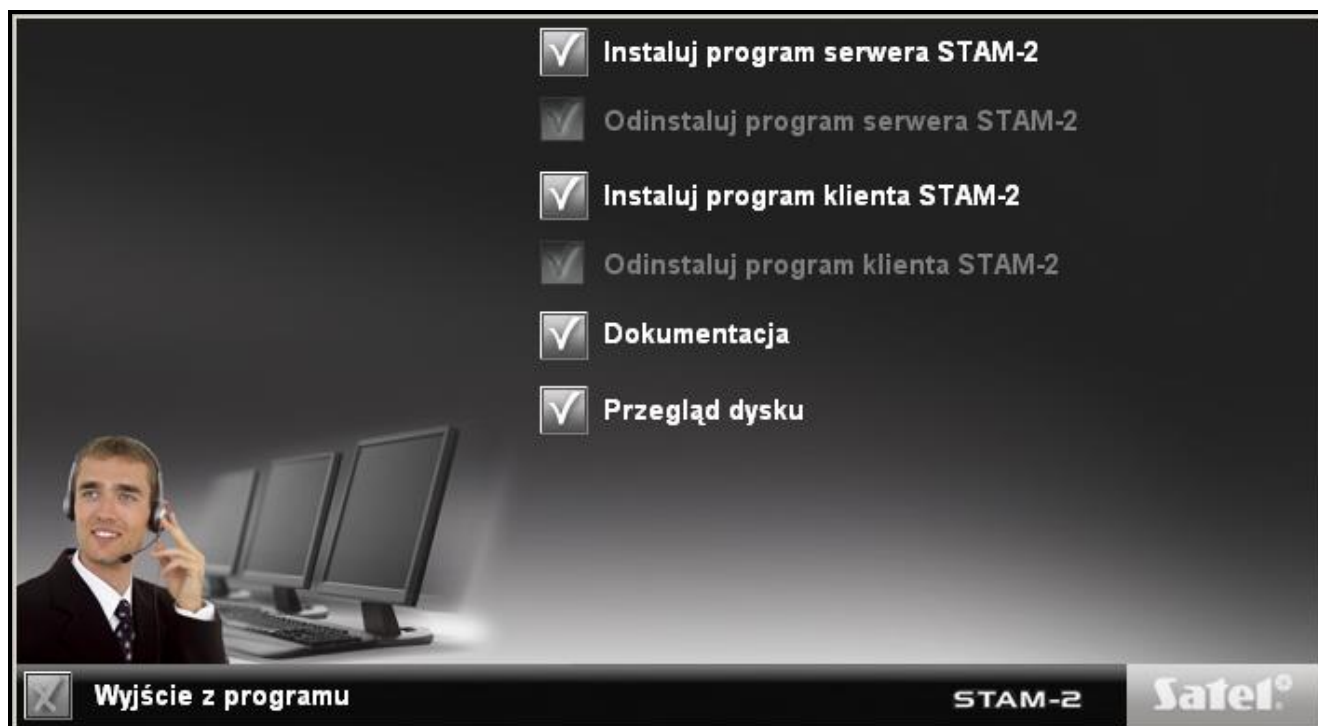 Instaluj program serwera STAM-2
Odinstaluj program serwera STAM-2
Instaluj program klienta STAM-2
Odinstaluj program klienta STAM-2
Dokumentacja
Przegląd dysku
Wyjście z programu
STAM-2
Satel®